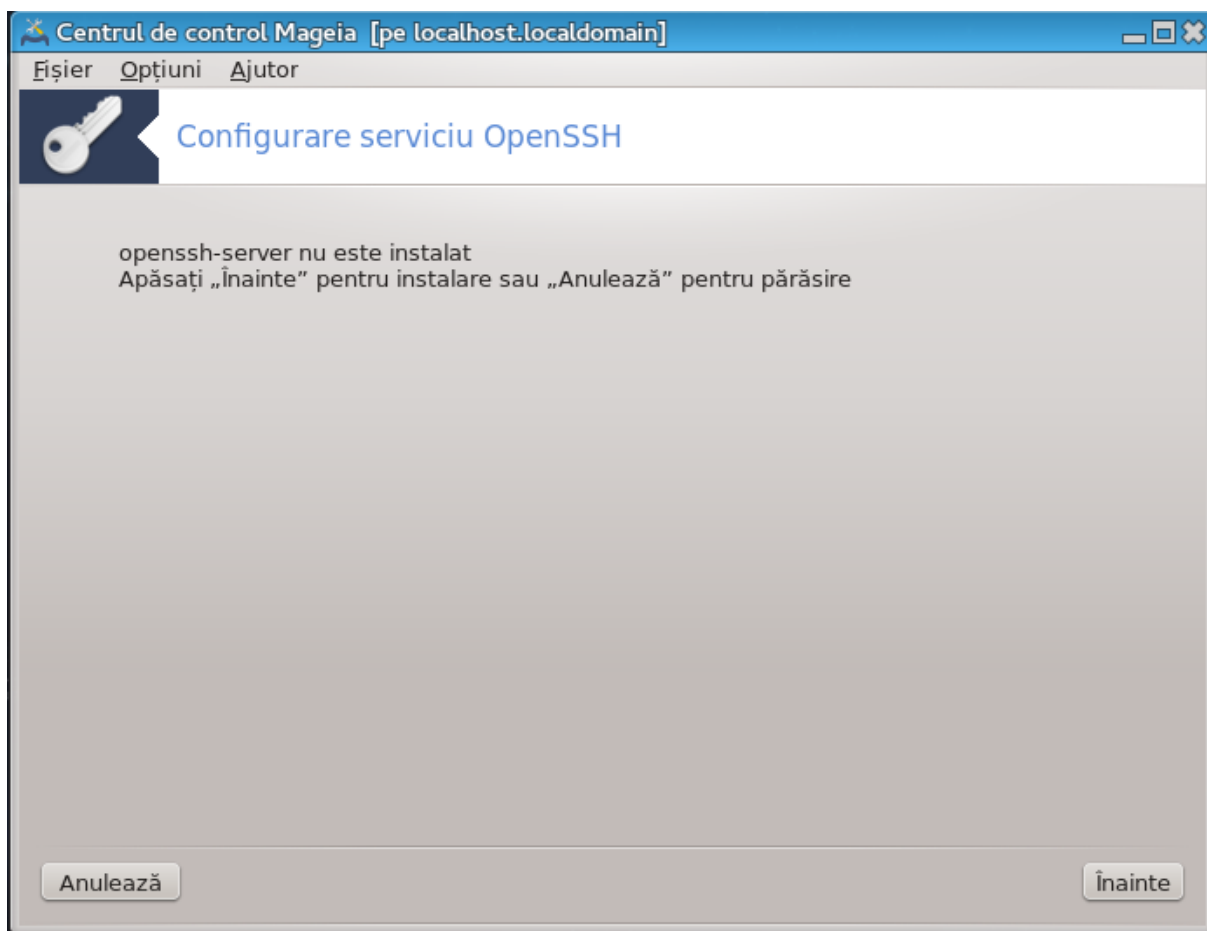 Centrul de control Mageia [pe localhost.localdomain]
Fișier Opțiuni Ajutor
Configurare serviciu OpenSSH
openssh-server nu este instalat
Apăsați „Înainte” pentru instalare sau „Anulează” pentru părăsire
Anulează Înainte